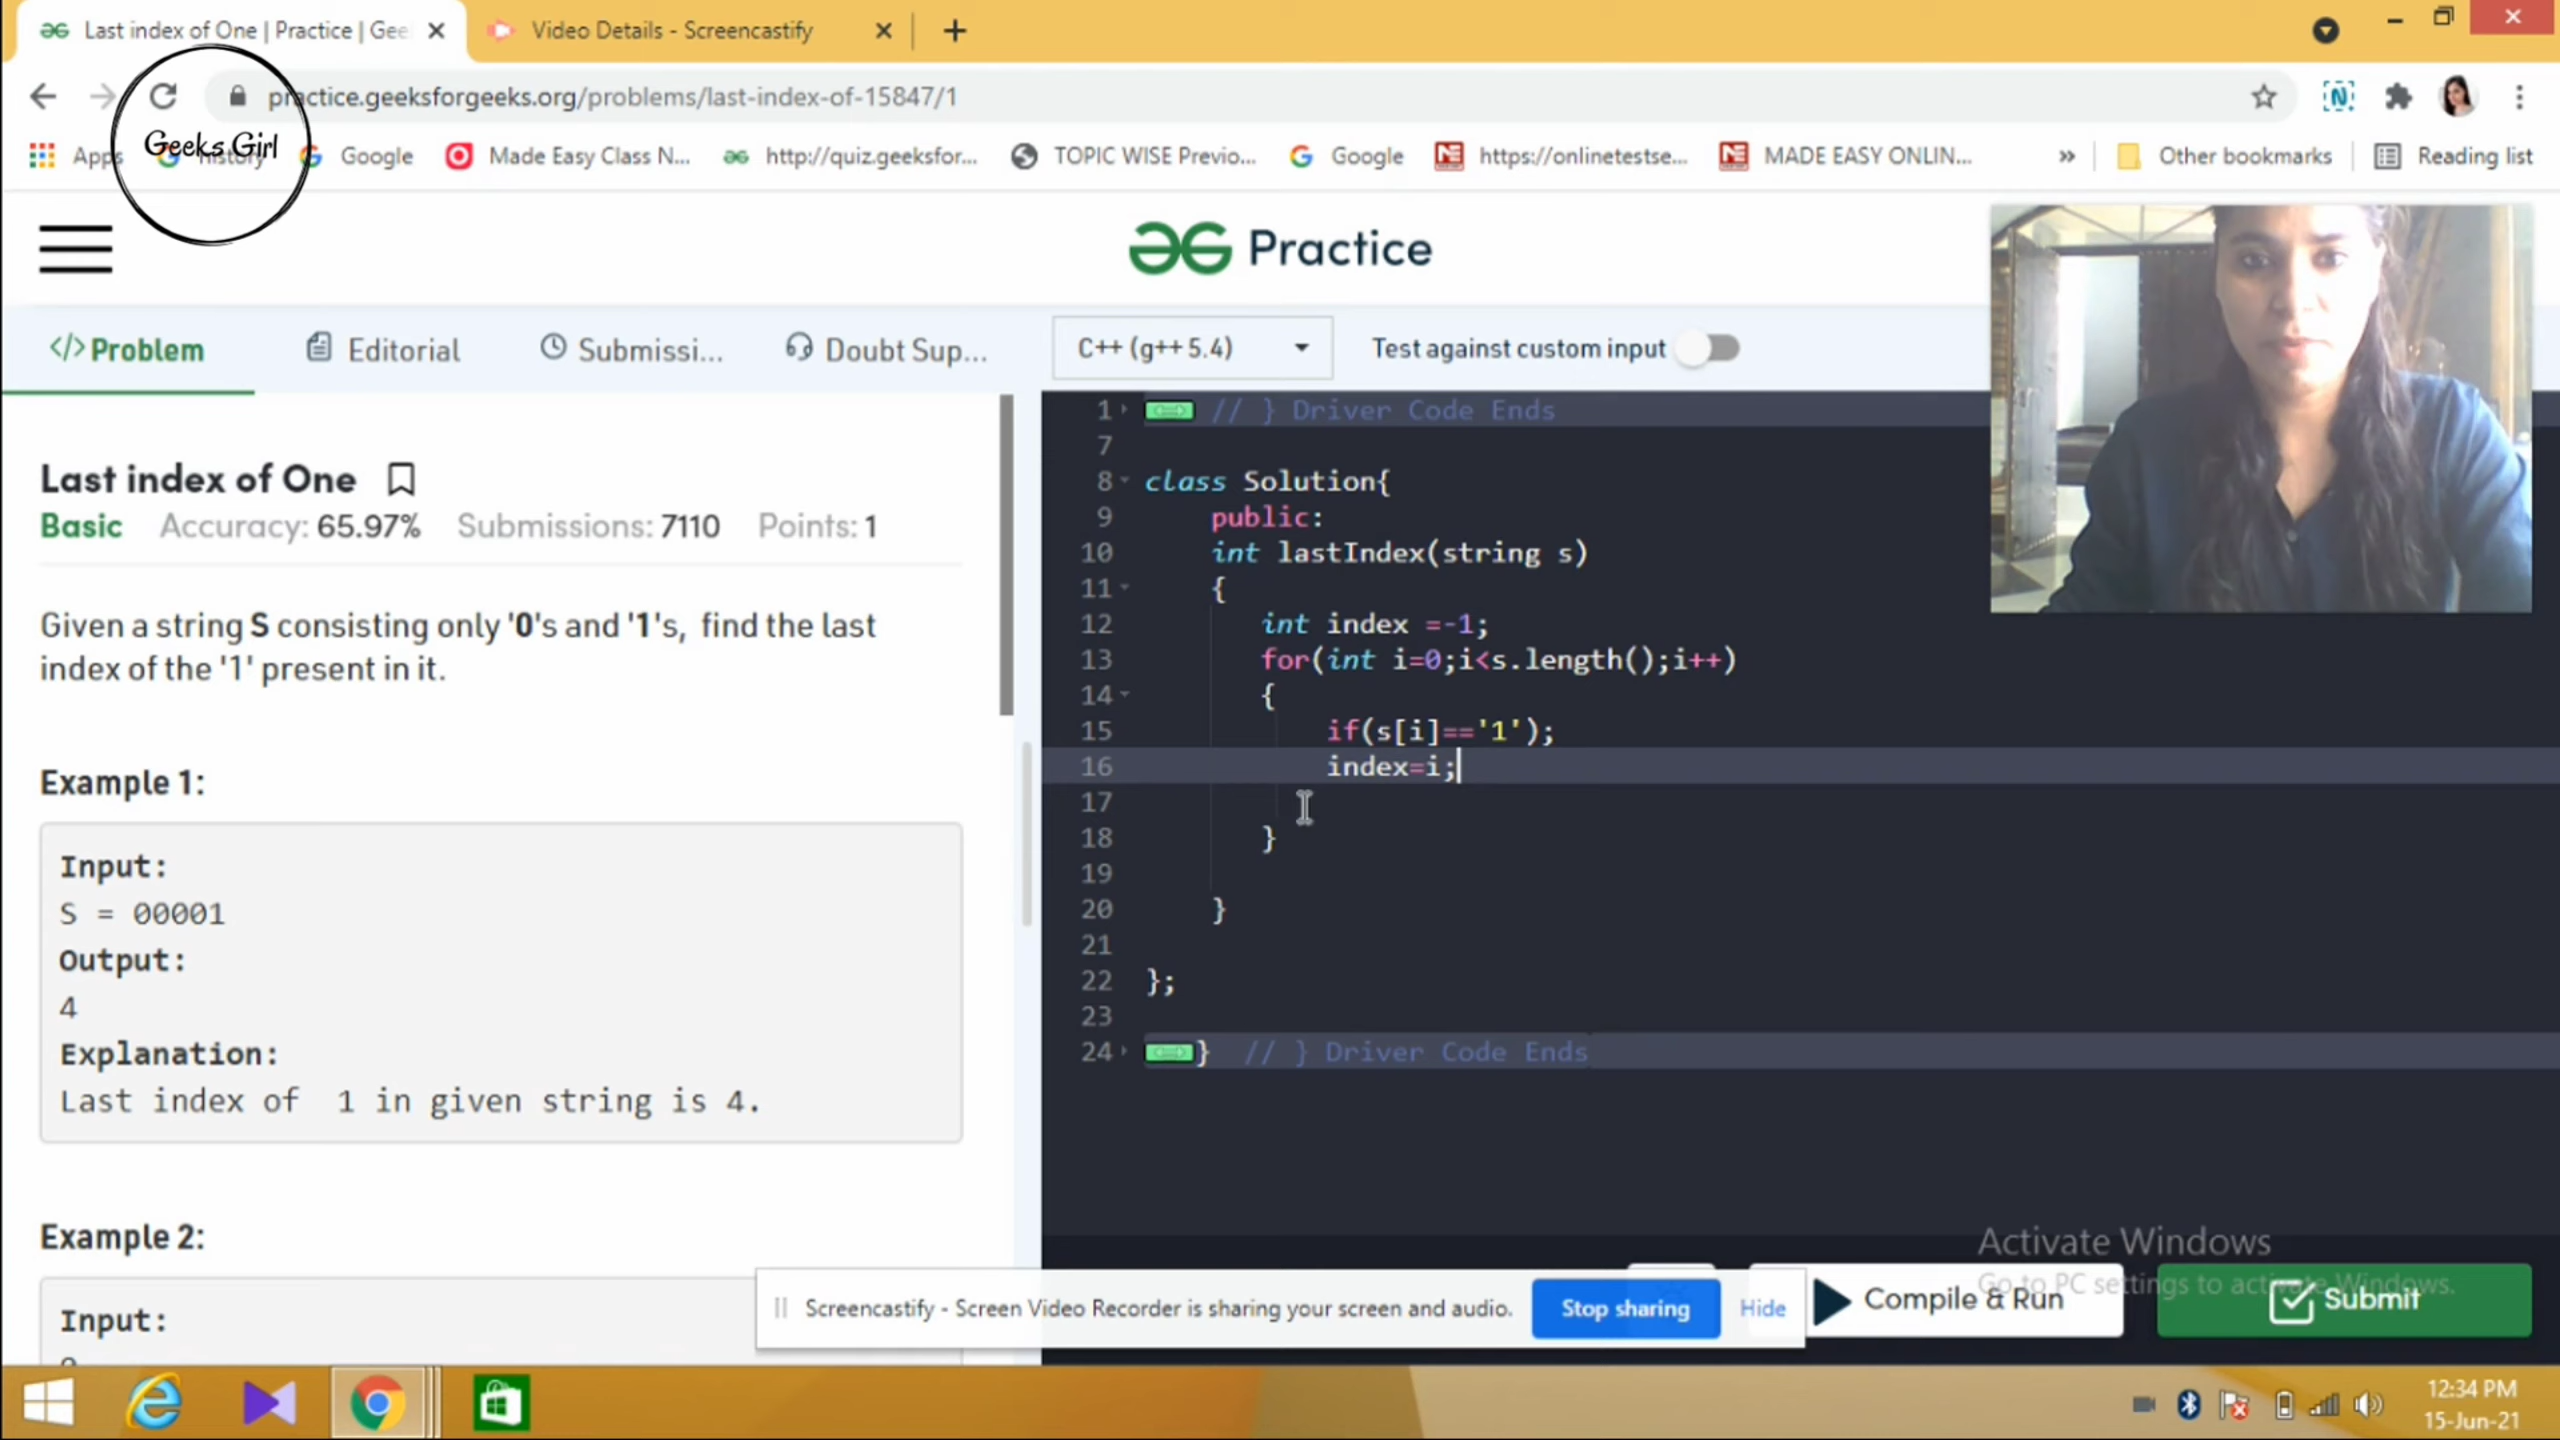 Last index of One | Practice | Gee
Video Details - Screencastify
practice.geeksforgeeks.org/problems/last-index-of-15847/1
Geeks Girl
Apps
history
Google
Made Easy Class N...
http://quiz.geeksfor...
TOPIC WISE Previo...
Google
https://onlinetestse...
MADE EASY ONLIN...
»
Other bookmarks
Reading list
Practice
</> Problem
Editorial
Submissi...
Doubt Sup...
C++ (g++ 5.4)
Test against custom input
Last index of One
Basic Accuracy: 65.97% Submissions: 7110 Points: 1
Given a string S consisting only '0's and '1's, find the last
index of the '1' present in it.
Example 1:
Input:
S = 00001
Output:
4
Explanation:
Last index of  1 in given string is 4.
Example 2:
Input:
1 // } Driver Code Ends
7
8 class Solution{
9 public:
10 int lastIndex(string s)
11 {
12 int index =-1;
13 for(int i=0;i<s.length();i++)
14 {
15 if(s[i]=='1');
16 index=i;
17
18 }
19
20 }
21
22 };
23
24 } // } Driver Code Ends
Activate Windows
Go to PC settings to activate Windows.
Screencastify - Screen Video Recorder is sharing your screen and audio.
Stop sharing
Hide
Compile & Run
Submit
12:34 PM
15-Jun-21